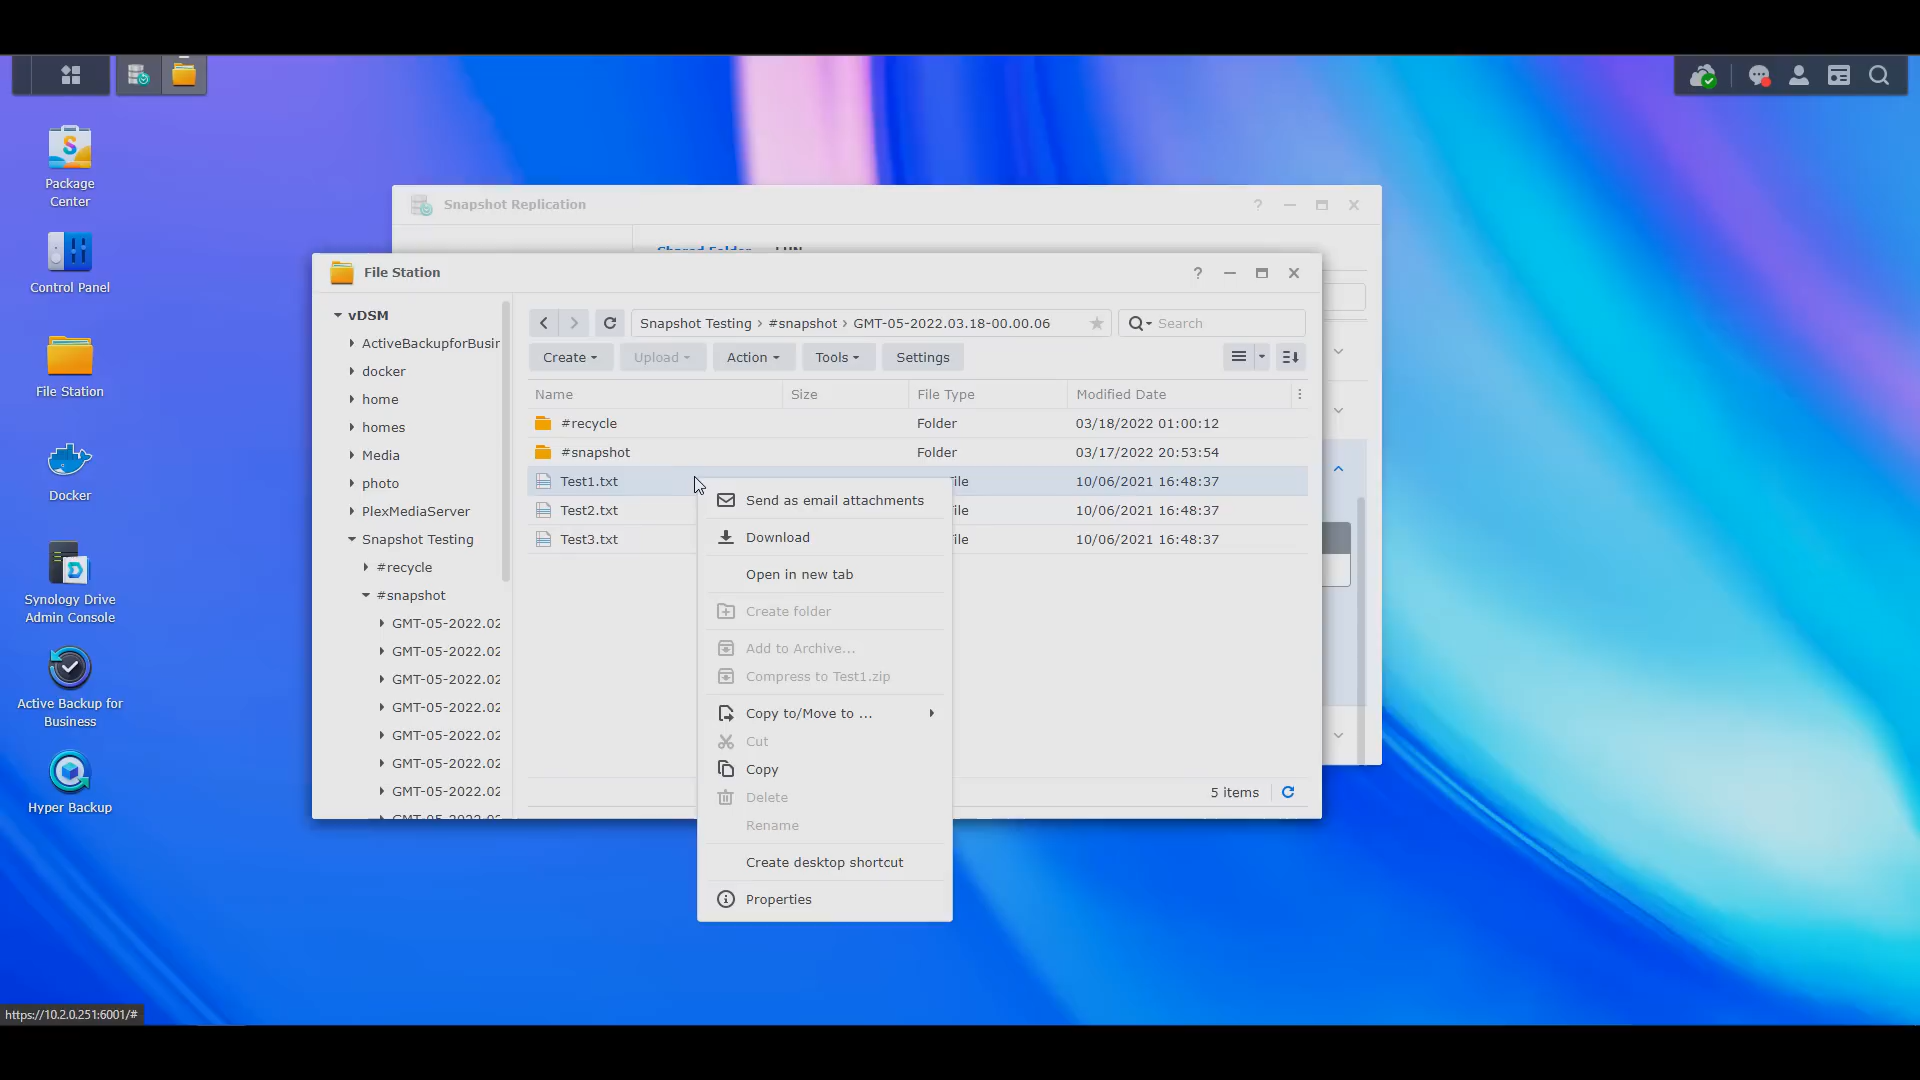 Package
Center
Control Panel
File Station
Docker
Synology Drive
Admin Console
Active Backup for
Business
Hyper Backup
Snapshot Replication
File Station
vDSM
ActiveBackupforBusir
docker
home
homes
Media
photo
PlexMediaServer
Snapshot Testing
#recycle
#snapshot
GMT-05-2022.02
GMT-05-2022.02
GMT-05-2022.02
GMT-05-2022.02
GMT-05-2022.02
GMT-05-2022.02
GMT-05-2022.02
Snapshot Testing › #snapshot › GMT-05-2022.03.18-00.00.06
Search
Create Upload Action Tools Settings
Name Size File Type Modified Date
#recycle Folder 03/18/2022 01:00:12
#snapshot Folder 03/17/2022 20:53:54
Test1.txt ile 10/06/2021 16:48:37
Test2.txt ile 10/06/2021 16:48:37
Test3.txt ile 10/06/2021 16:48:37
5 items
Send as email attachments
Download
Open in new tab
Create folder
Add to Archive...
Compress to Test1.zip
Copy to/Move to ...
Cut
Copy
Delete
Rename
Create desktop shortcut
Properties
https://10.2.0.251:6001/#